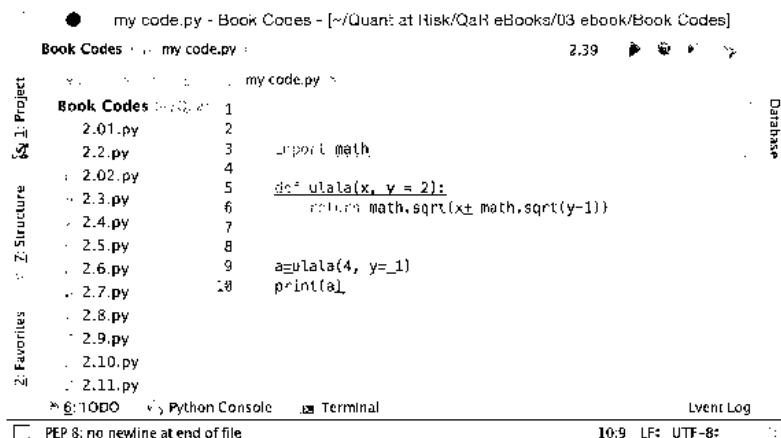 my code.py - Book Codes - [~/Quant at Risk/QaR eBooks/03 ebook/Book Codes]
Book Codes my code.py 2.39
my code.py
1: Project
Book Codes
2.01.py
2.2.py
2.02.py
2.3.py
2.4.py
2.5.py
2.6.py
2.7.py
2.8.py
2.9.py
2.10.py
2.11.py
Z: Structure
2: Favorites
1
2
3 import math
4
5 def ulala(x, y = 2):
6 return math.sqrt(x+ math.sqrt(y-1))
7
8
9 a=ulala(4, y=_1)
10 print(a)
Database
6: TODO Python Console Terminal Event Log
PEP 8: no newline at end of file 10:9 LF: UTF-8: